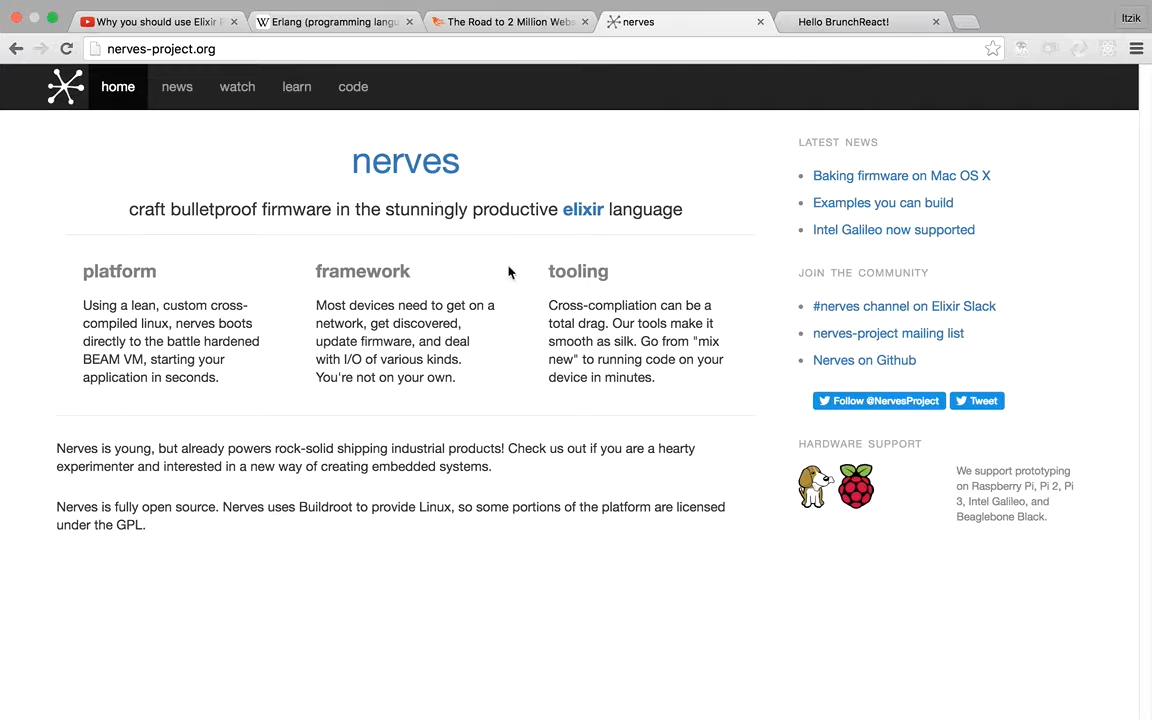 Why you should use Elixir
Erlang (programming langu
The Road to 2 Million Webs
nerves
Hello BrunchReact!
Itzik
nerves-project.org
home
news
watch
learn
code
nerves
craft bulletproof firmware in the stunningly productive elixir language
platform
Using a lean, custom cross-
compiled linux, nerves boots
directly to the battle hardened
BEAM VM, starting your
application in seconds.
framework
Most devices need to get on a
network, get discovered,
update firmware, and deal
with I/O of various kinds.
You're not on your own.
tooling
Cross-compliation can be a
total drag. Our tools make it
smooth as silk. Go from "mix
new" to running code on your
device in minutes.
Nerves is young, but already powers rock-solid shipping industrial products! Check us out if you are a hearty
experimenter and interested in a new way of creating embedded systems.
Nerves is fully open source. Nerves uses Buildroot to provide Linux, so some portions of the platform are licensed
under the GPL.
LATEST NEWS
Baking firmware on Mac OS X
Examples you can build
Intel Galileo now supported
JOIN THE COMMUNITY
#nerves channel on Elixir Slack
nerves-project mailing list
Nerves on Github
Follow @NervesProject
Tweet
HARDWARE SUPPORT
We support prototyping
on Raspberry Pi, Pi 2, Pi
3, Intel Galileo, and
Beaglebone Black.